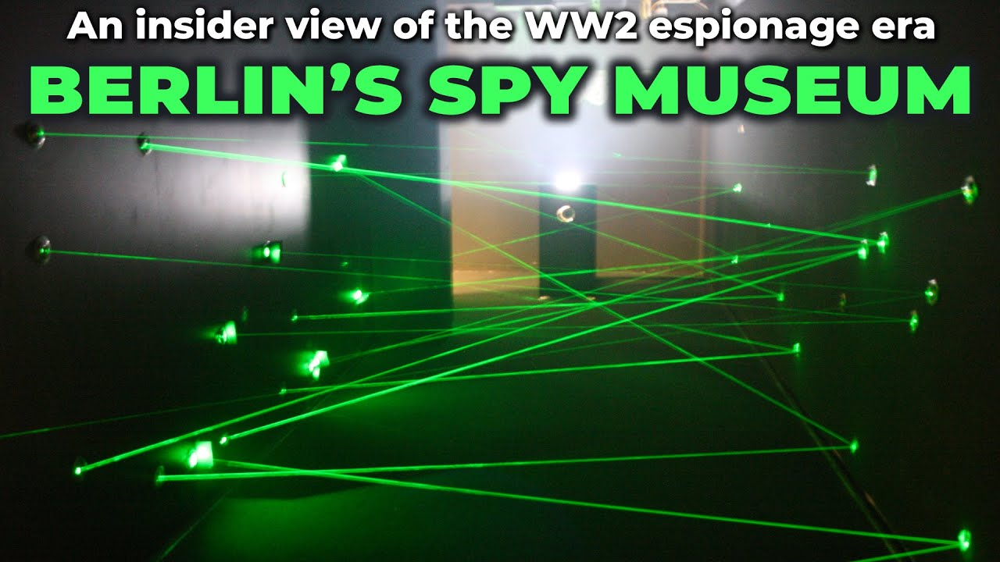 An insider view of the WW2 espionage era
BERLIN’S SPY MUSEUM